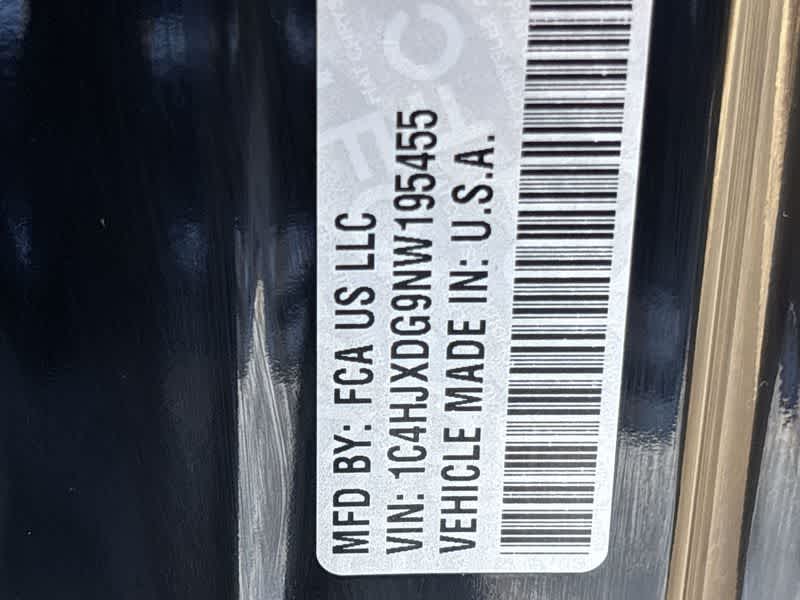 MFD BY: FCA US LLC
VIN: 1C4HJXDG9NW195455
VEHICLE MADE IN: U.S.A.